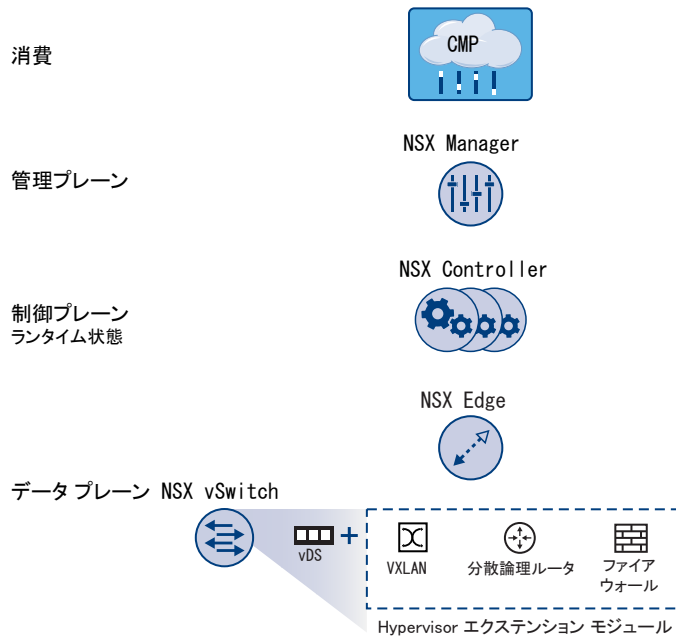 消費
CMP
NSX Manager
管理プレーン
NSX Controller
制御プレーン
ランタイム状態
NSX Edge
データ プレーン NSX vSwitch
vDS
+
VXLAN
分散論理ルータ
ファイア
ウォール
Hypervisor エクステンション モジュール